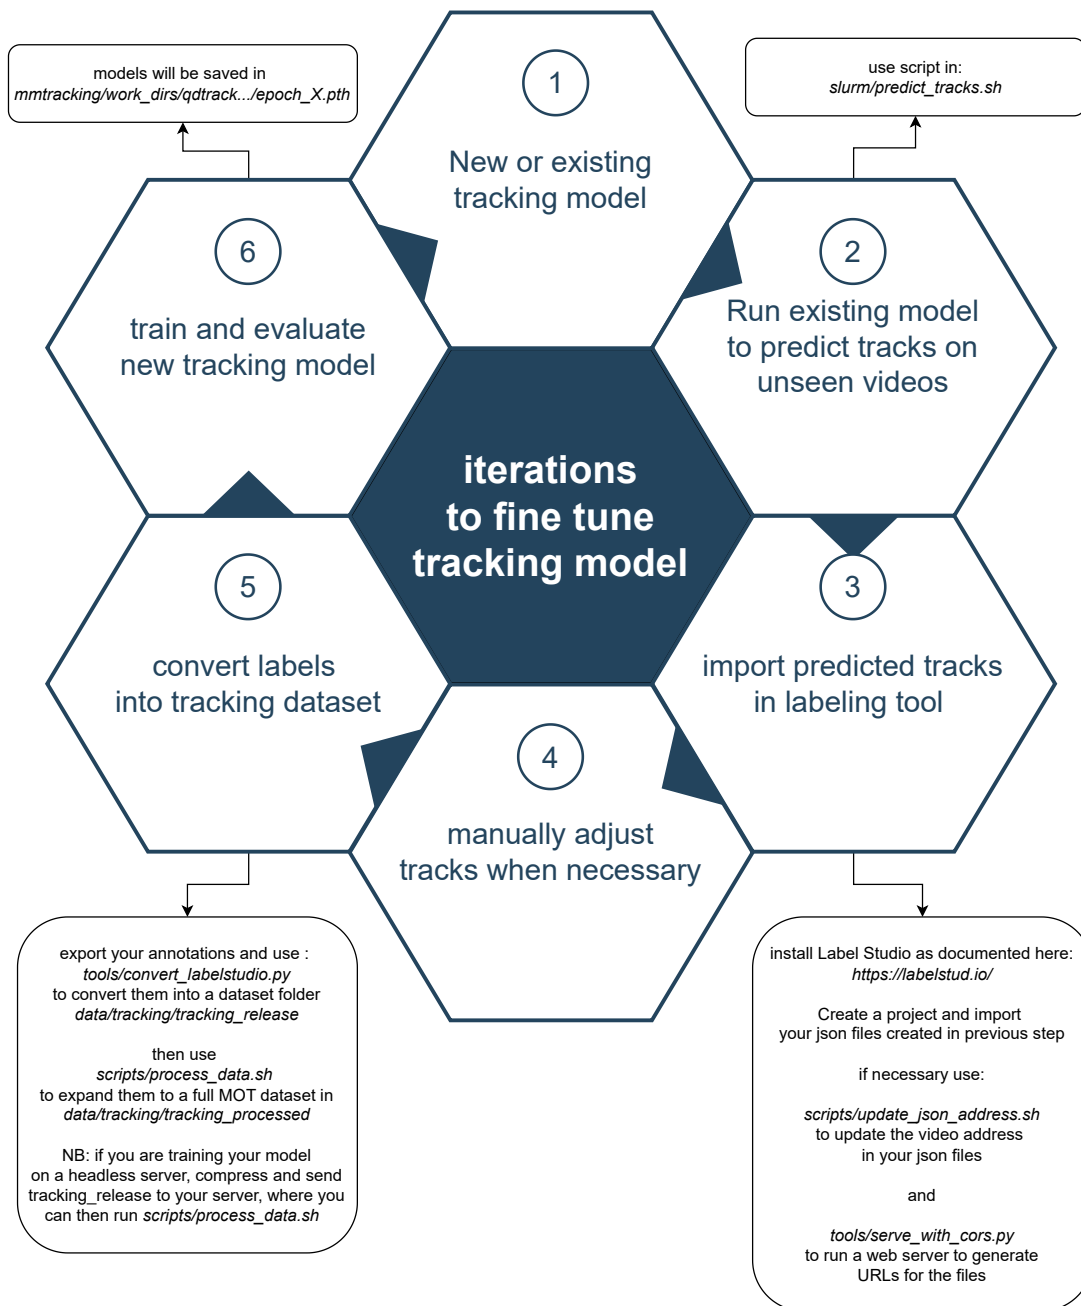 models will be saved in
mmtracking/work_dirs/qdtrack.../epoch_X.pth
1
New or existing
tracking model
use script in:
slurm/predict_tracks.sh
2
Run existing model
to predict tracks on
unseen videos
6
train and evaluate
new tracking model
iterations
to fine tune
tracking model
3
import predicted tracks
in labeling tool
5
convert labels
into tracking dataset
4
manually adjust
tracks when necessary
export your annotations and use :
tools/convert_labelstudio.py
to convert them into a dataset folder
data/tracking/tracking_release
then use
scripts/process_data.sh
to expand them to a full MOT dataset in
data/tracking/tracking_processed
NB: if you are training your model
on a headless server, compress and send
tracking_release to your server, where you
can then run scripts/process_data.sh
install Label Studio as documented here:
https://labelstud.io/
Create a project and import
your json files created in previous step
if necessary use:
scripts/update_json_address.sh
to update the video address
in your json files
and
tools/serve_with_cors.py
to run a web server to generate
URLs for the files